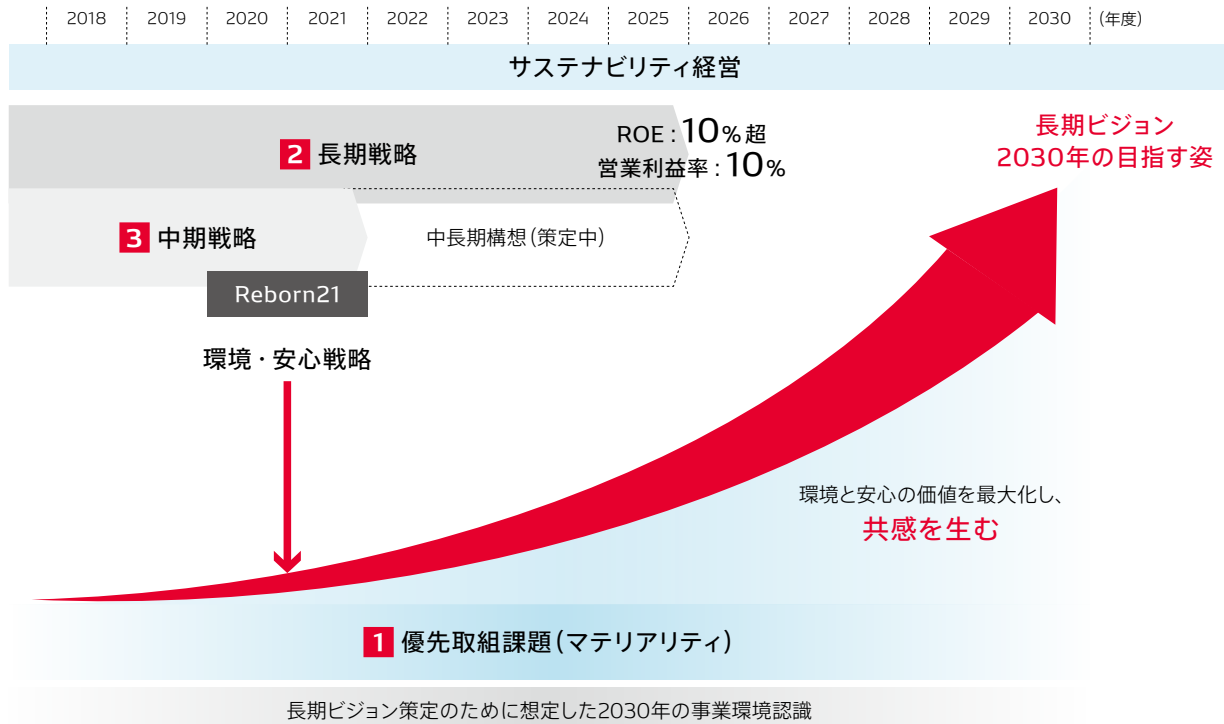 2018 2019 2020 2021 2022 2023 2024 2025 2026 2027 2028 2029 2030 (年度)
サステナビリティ経営
2 長期戦略
ROE : 10%超
営業利益率 : 10%
長期ビジョン
2030年の目指す姿
3 中期戦略
中長期構想(策定中)
Reborn21
環境・安心戦略
環境と安心の価値を最大化し、
共感を生む
1 優先取組課題(マテリアリティ)
長期ビジョン策定のために想定した2030年の事業環境認識